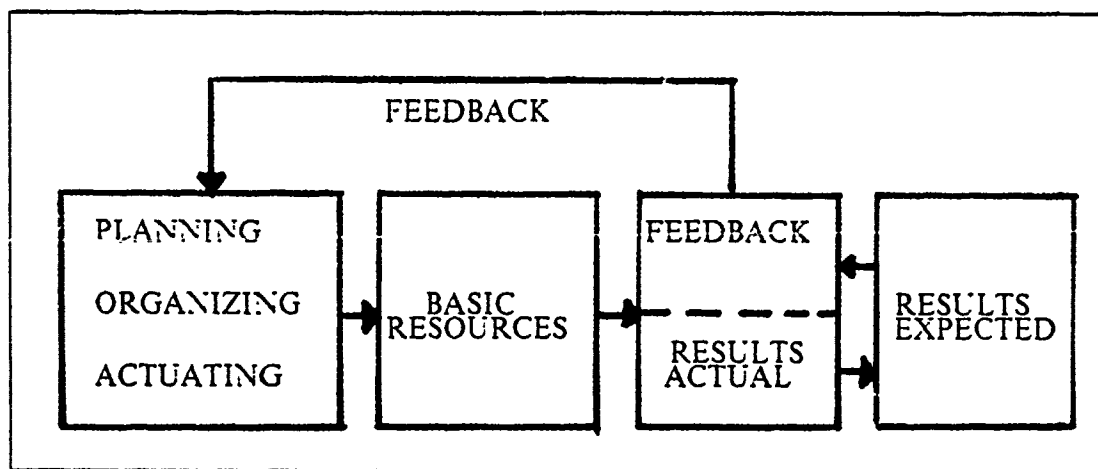 FEEDBACK
PLANNING
ORGANIZING
ACTUATING
BASIC
RESOURCES
FEEDBACK
RESULTS
ACTUAL
RESULTS
EXPECTED